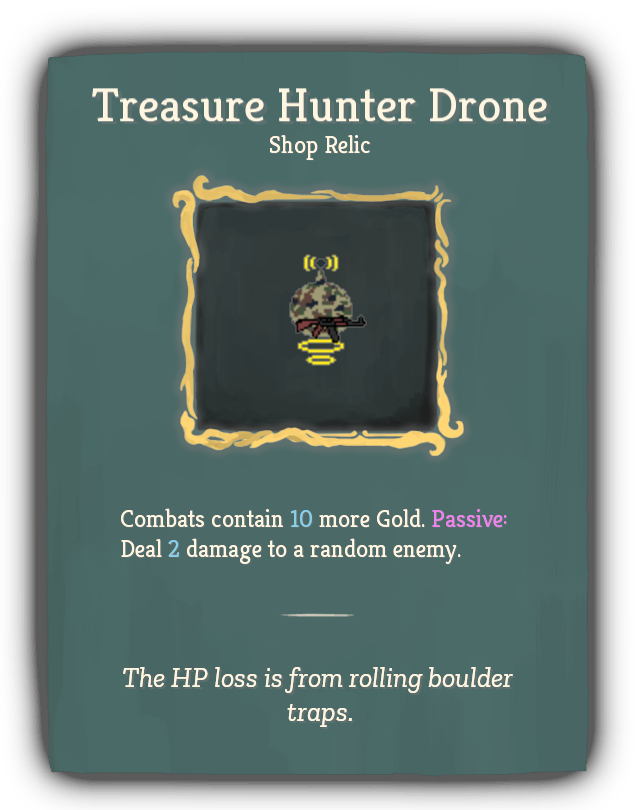 Treasure Hunter Drone
Shop Relic
Combats contain 10 more Gold. Passive:
Deal 2 damage to a random enemy.
The HP loss is from rolling boulder
traps.